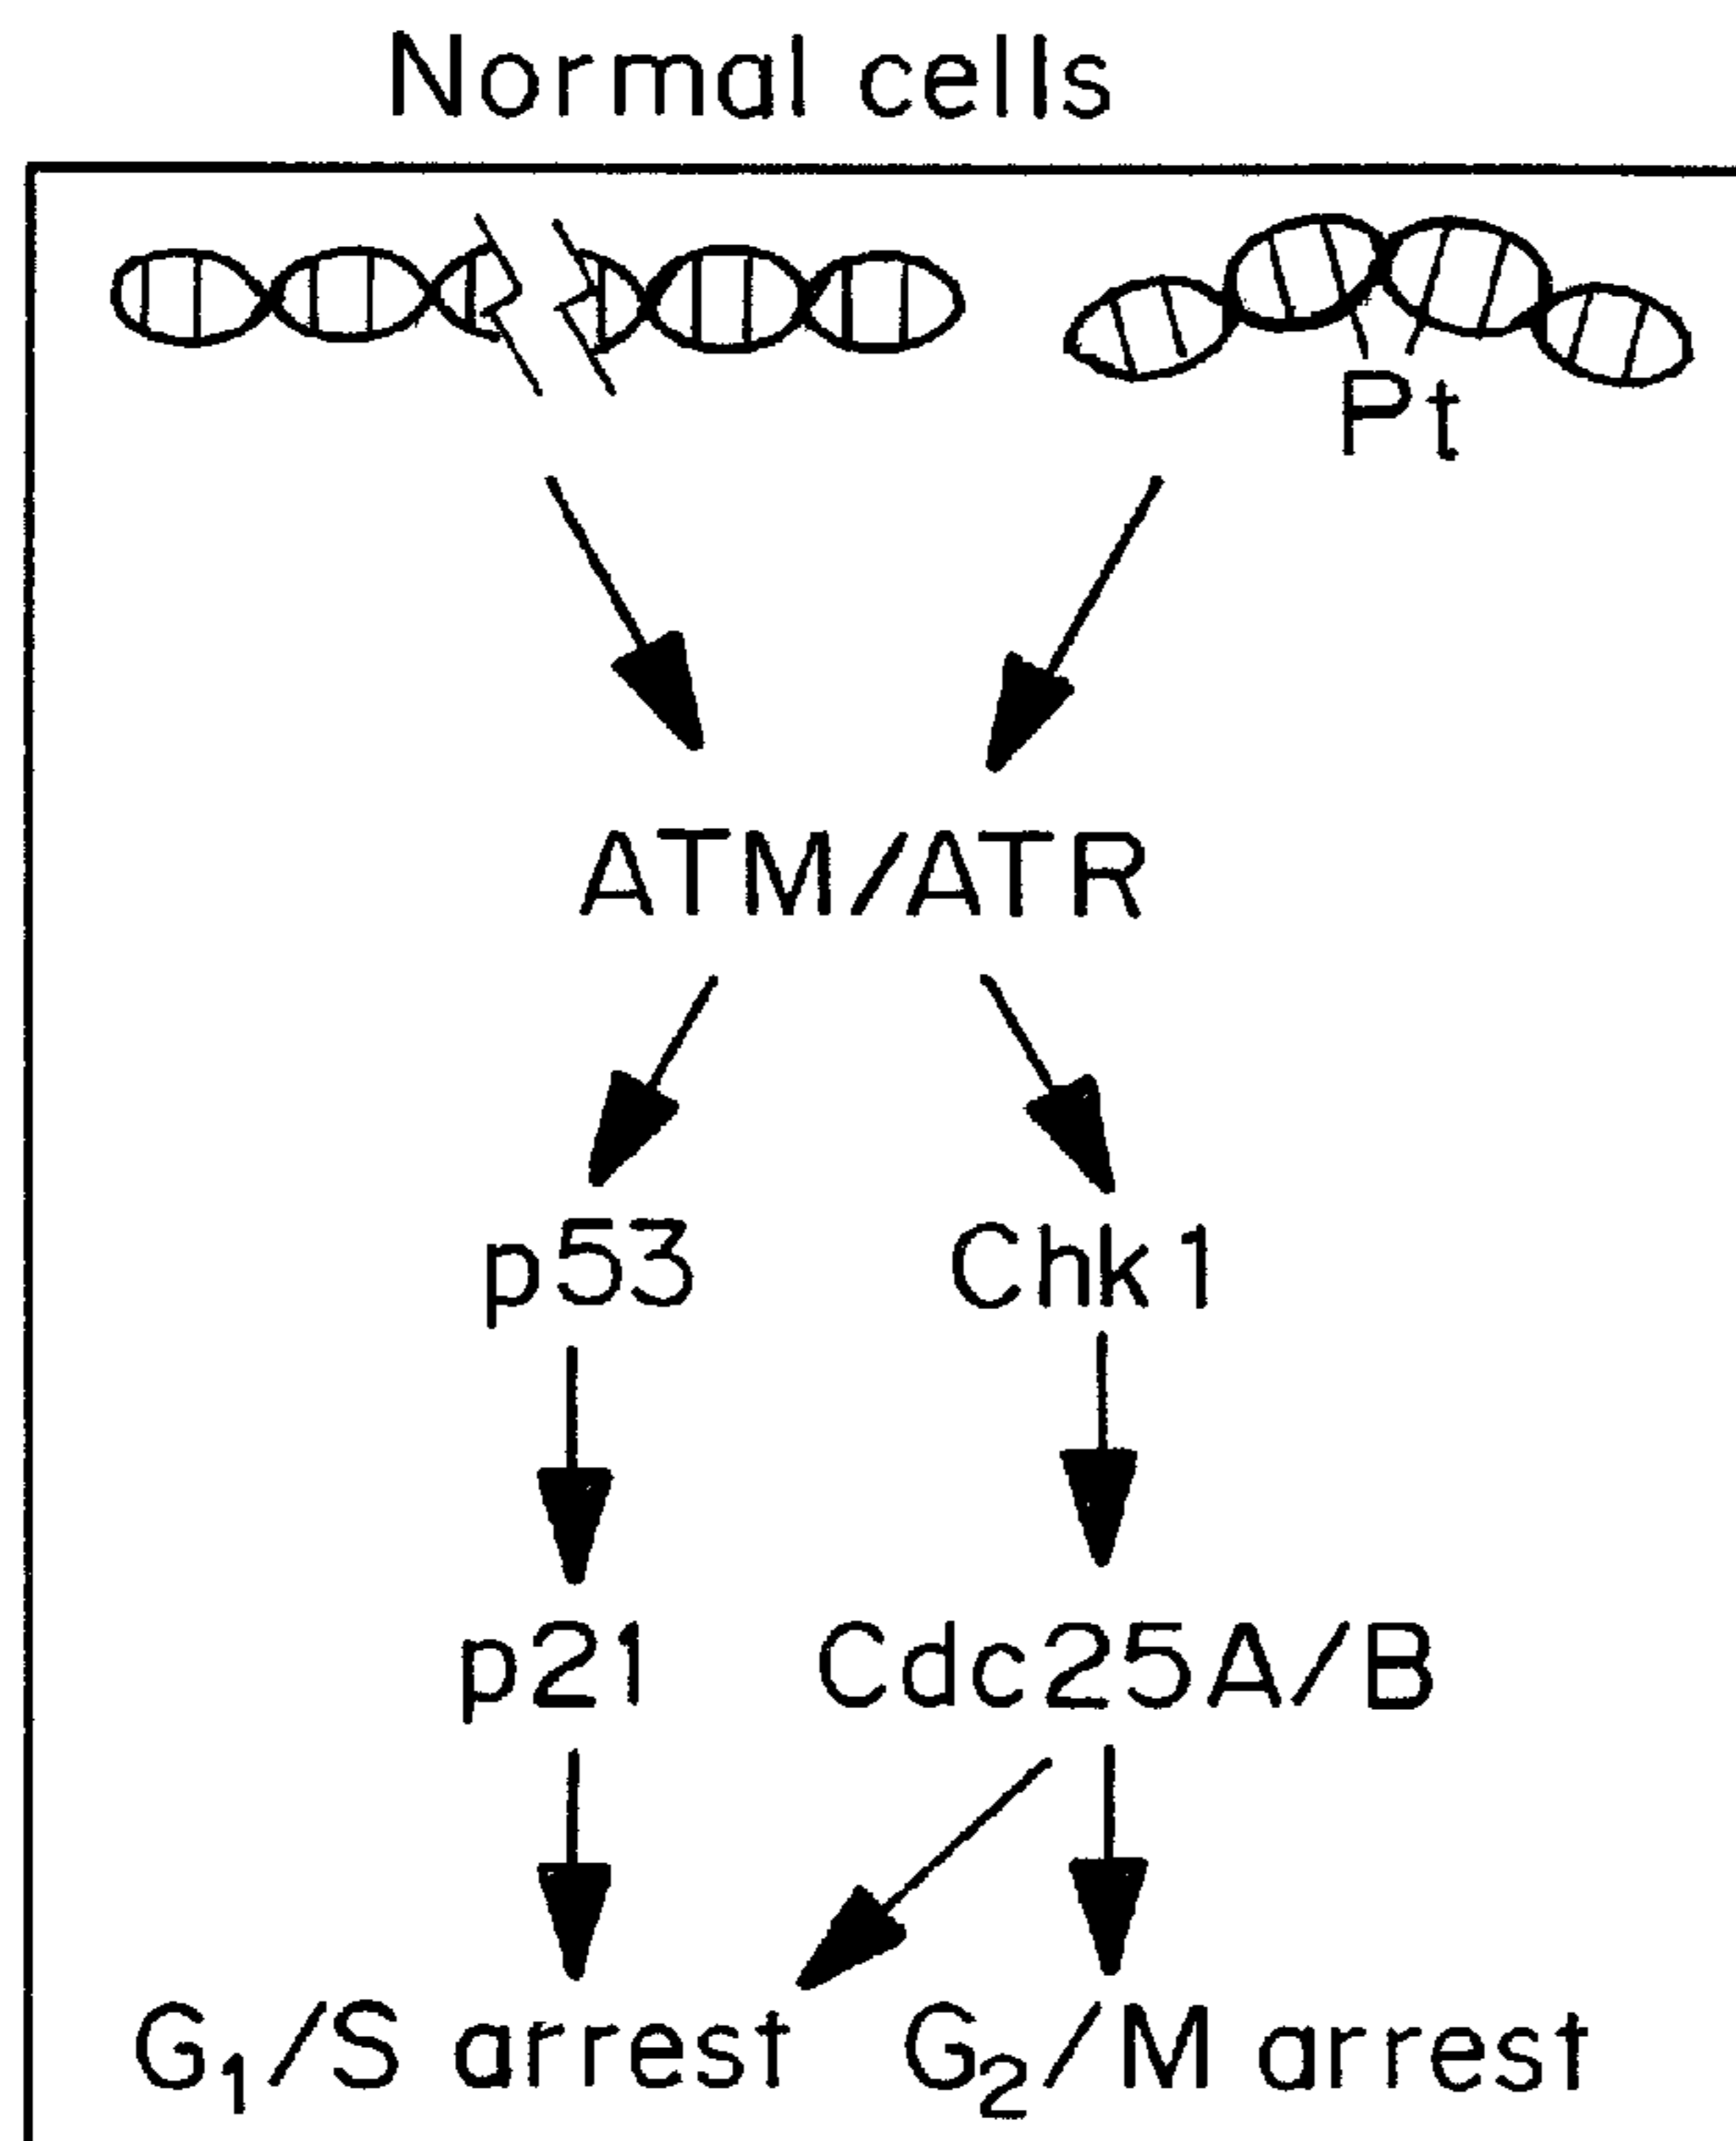 Normal cells
Pt
ATM/ATR
p53 Chk1
p21 Cdc25A/B
G₁/S arrest G₂/M arrest